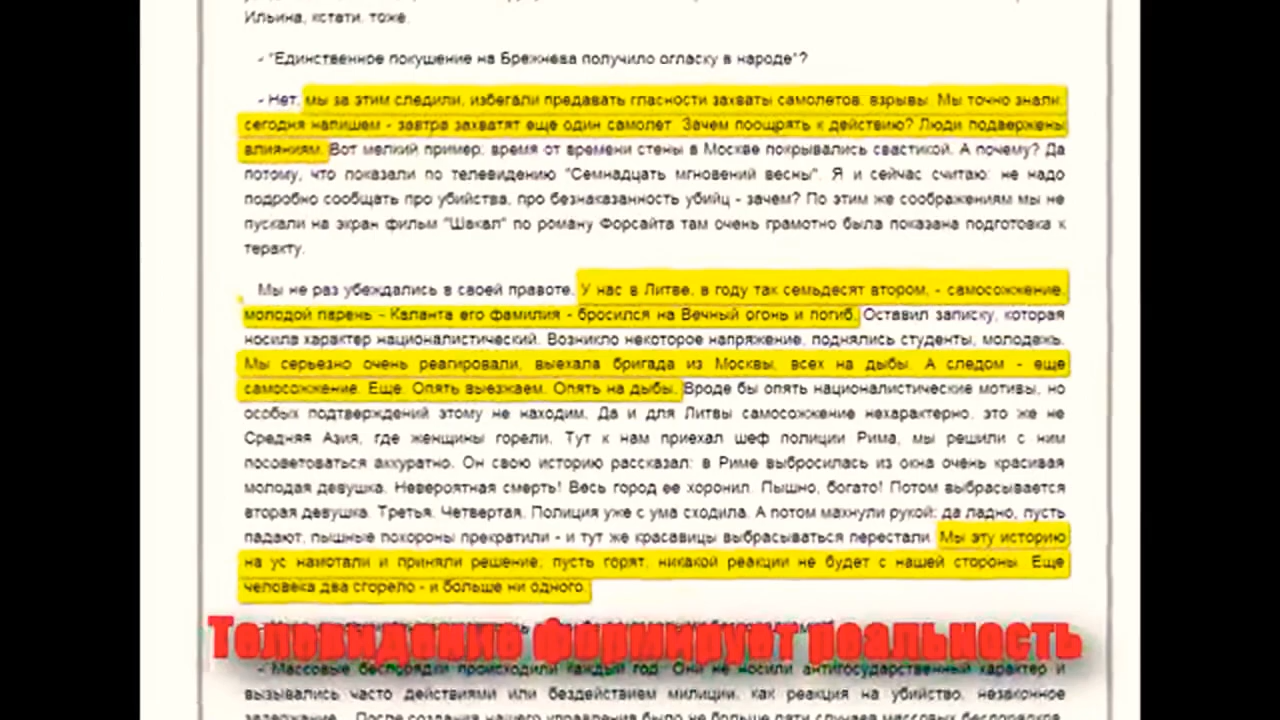 Ильина, кстати, тоже.
- "Единственное покушение на Брежнева получило огласку в народе"?
- Нет, мы за этим следили, избегали предавать гласности захваты самолетов, взрывы. Мы точно знали:
сегодня напишем - завтра захватят еще один самолет. Зачем поощрять к действию? Люди подвержены
влияниям. Вот мелкий пример: время от времени стены в Москве покрывались свастикой. А почему? Да
потому, что показали по телевидению "Семнадцать мгновений весны". Я и сейчас считаю: не надо
подробно сообщать про убийства, про безнаказанность убийц - зачем? По этим же соображениям мы не
пускали на экран фильм "Шакал" по роману Форсайта там очень грамотно была показана подготовка к
теракту.
Мы не раз убеждались в своей правоте. У нас в Литве, в году так семьдесят втором, - самосожжение,
молодой парень - Каланта его фамилия - бросился на Вечный огонь и погиб. Оставил записку, которая
носила характер националистический. Возникло некоторое напряжение, поднялись студенты, молодежь.
Мы серьезно очень реагировали, выехала бригада из Москвы, всех на дыбы. А следом - еще
самосожжение. Еще. Опять выезжаем. Опять на дыбы. Вроде бы опять националистические мотивы, но
особых подтверждений этому не находим. Да и для Литвы самосожжение нехарактерно, это же не
Средняя Азия, где женщины горели. Тут к нам приехал шеф полиции Рима, мы решили с ним
посоветоваться аккуратно. Он свою историю рассказал: в Риме выбросилась из окна очень красивая
молодая девушка. Невероятная смерть! Весь город ее хоронил. Пышно, богато! Потом выбрасывается
вторая девушка. Третья. Четвертая. Полиция уже с ума сходила. А потом махнули рукой: да ладно, пусть
падают, пышные похороны прекратили - и тут же красавицы выбрасываться перестали. Мы эту историю
на ус намотали и приняли решение: пусть горят, никакой реакции не будет с нашей стороны. Еще
человека два сгорело - и больше ни одного.
Телевидение формирует реальность
- Массовые беспорядки происходили каждый год. Они не носили антигосударственный характер и
вызывались часто действиями или бездействием милиции, как реакция на убийство, незаконное
задержание... После создания нашего управления было не больше пяти случаев массовых беспорядков,